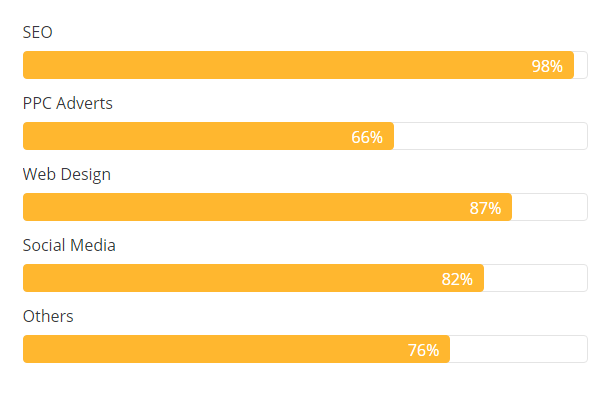 SEO
98%
PPC Adverts
66%
Web Design
87%
Social Media
82%
Others
76%